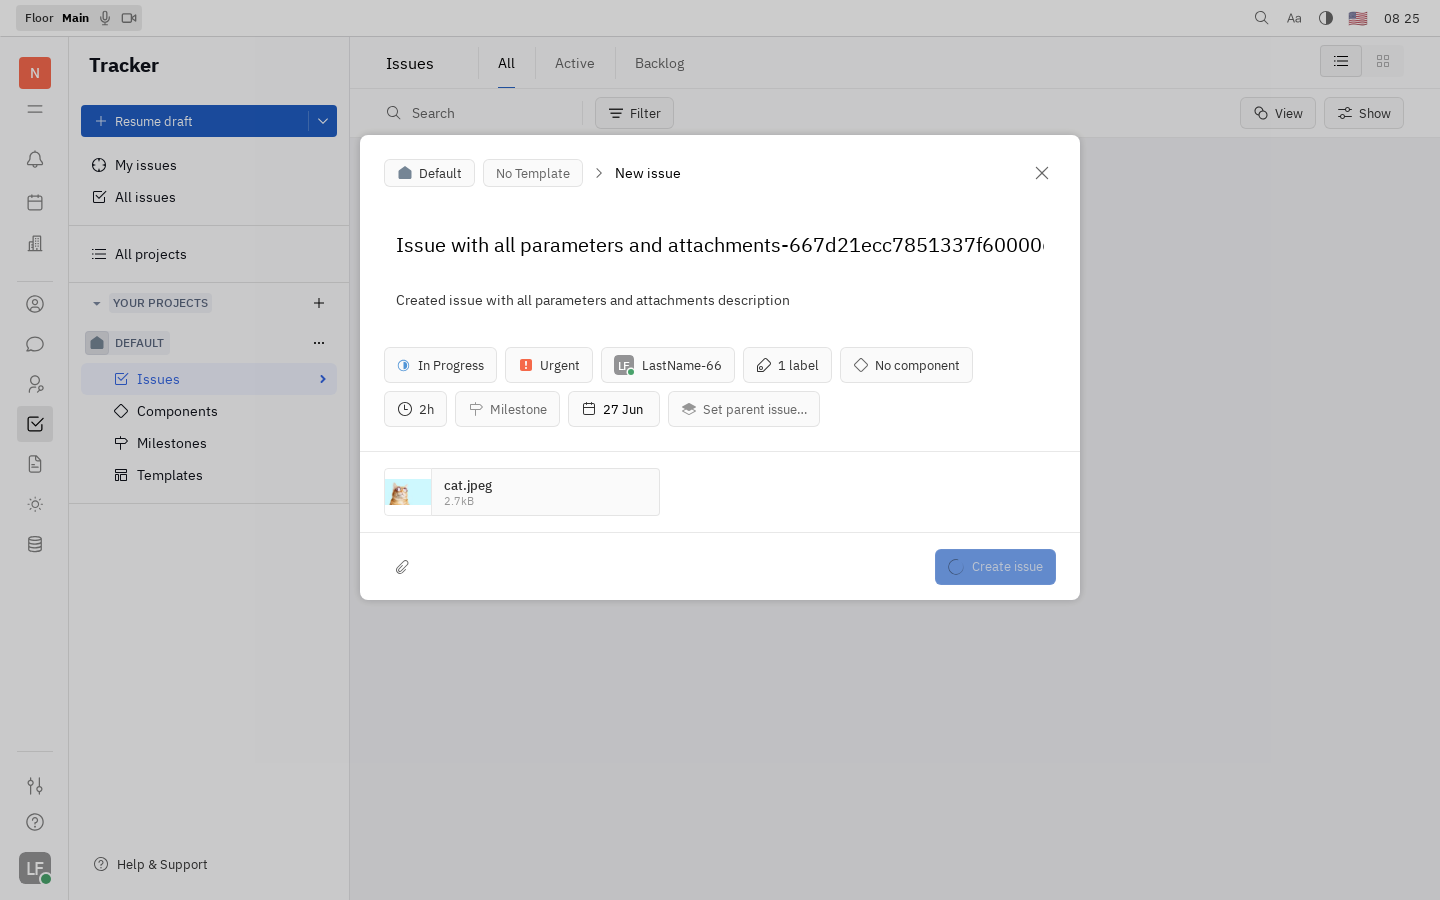 Floor Main
Aa
08 25
N
Tracker
Issues
All
Active
Backlog
Resume draft
Search
Filter
View
Show
My issues
All issues
All projects
YOUR PROJECTS
DEFAULT
Issues
Components
Milestones
Templates
Default
No Template
New issue
Issue with all parameters and attachments-667d21ecc7851337f60000
Created issue with all parameters and attachments description
In Progress
Urgent
LF LastName-66
1 label
No component
2h
Milestone
27 Jun
Set parent issue...
cat.jpeg
2.7kB
Create issue
LF
Help & Support